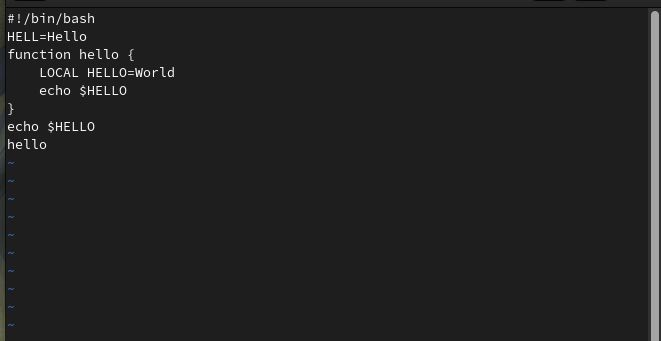 #!/bin/bash
HELL=Hello
function hello {
    LOCAL HELLO=World
    echo $HELLO
}
echo $HELLO
hello
~
~
~
~
~
~
~
~
~
~